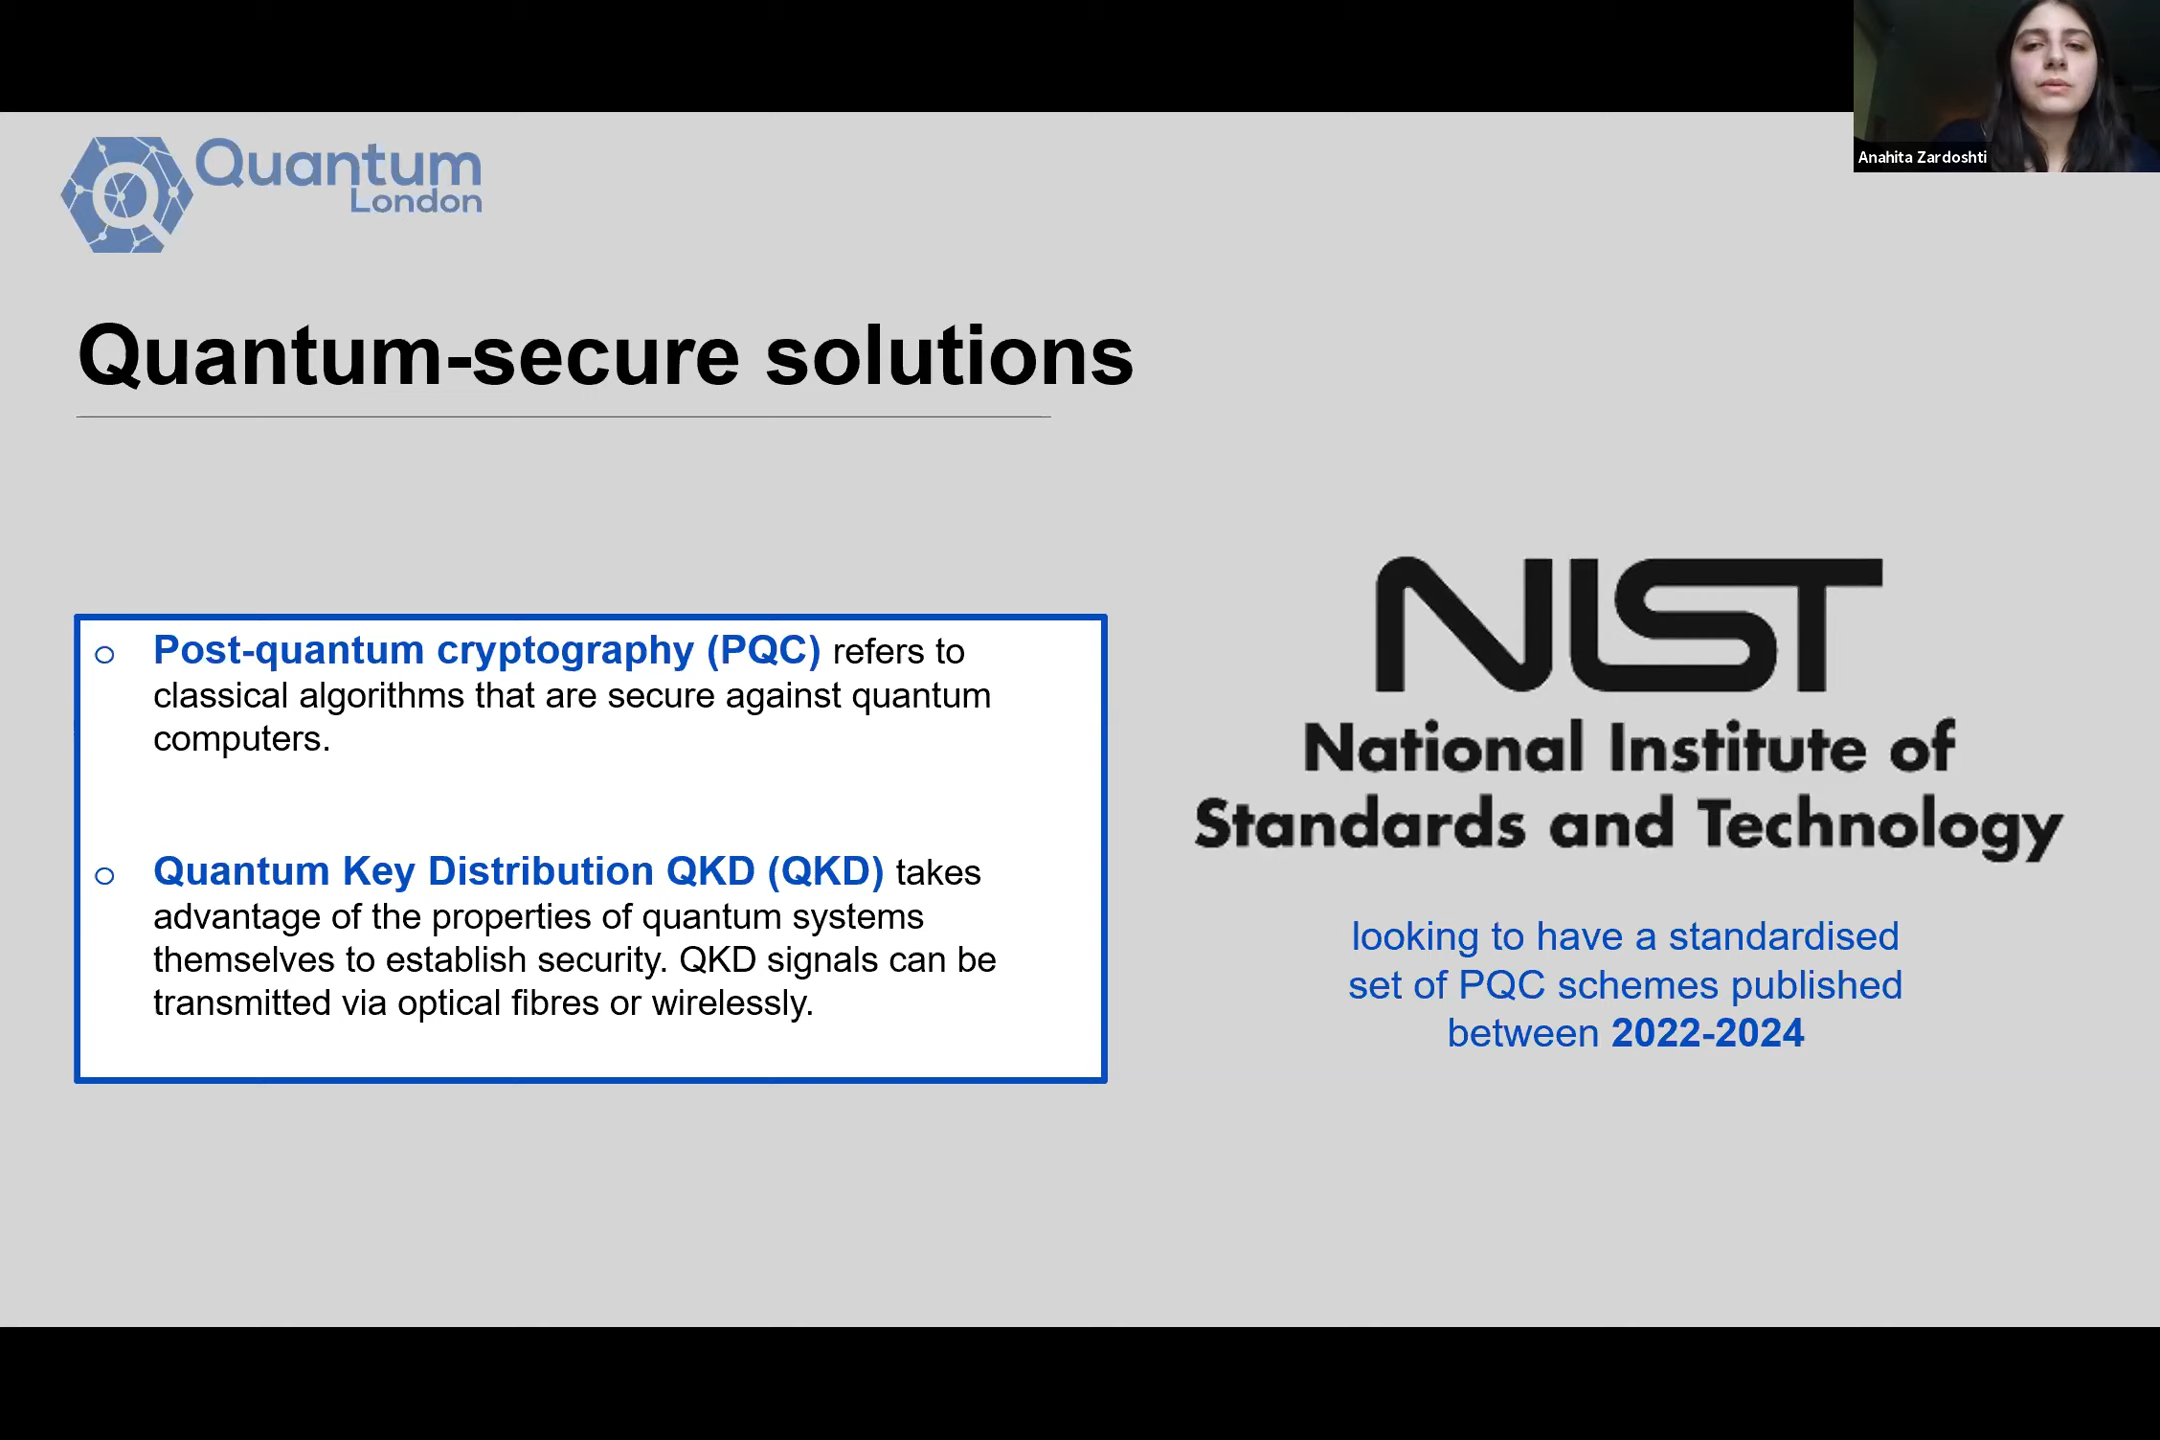 Anahita Zardoshti
Quantum
London
Quantum-secure solutions
Post-quantum cryptography (PQC) refers to
classical algorithms that are secure against quantum
computers.
Quantum Key Distribution QKD (QKD) takes
advantage of the properties of quantum systems
themselves to establish security. QKD signals can be
transmitted via optical fibres or wirelessly.
NIST
National Institute of
Standards and Technology
looking to have a standardised
set of PQC schemes published
between 2022-2024